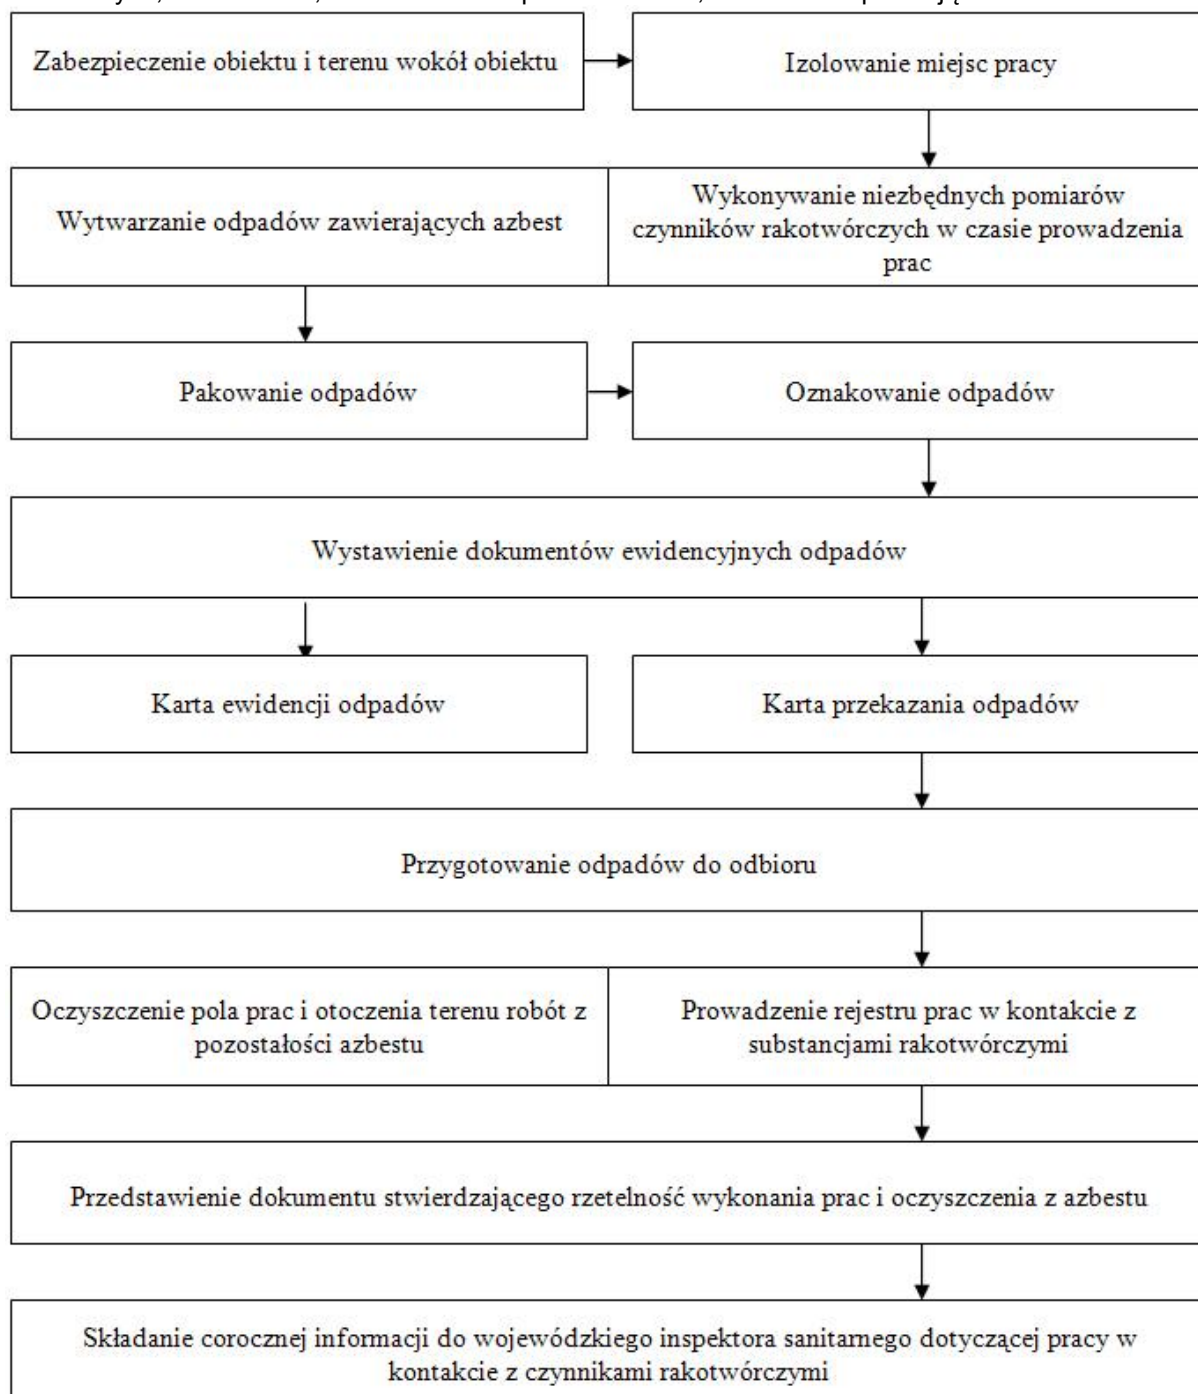 Zabezpieczenie obiektu i terenu wokół obiektu
Izolowanie miejsc pracy
Wytwarzanie odpadów zawierających azbest
Wykonywanie niezbędnych pomiarów
czynników rakotwórczych w czasie prowadzenia
prac
Pakowanie odpadów
Oznakowanie odpadów
Wystawienie dokumentów ewidencyjnych odpadów
Karta ewidencji odpadów
Karta przekazania odpadów
Przygotowanie odpadów do odbioru
Oczyszczenie pola prac i otoczenia terenu robót z
pozostałości azbestu
Prowadzenie rejestru prac w kontakcie z
substancjami rakotwórczymi
Przedstawienie dokumentu stwierdzającego rzetelność wykonania prac i oczyszczenia z azbestu
Składanie corocznej informacji do wojewódzkiego inspektora sanitarnego dotyczącej pracy w
kontakcie z czynnikami rakotwórczymi